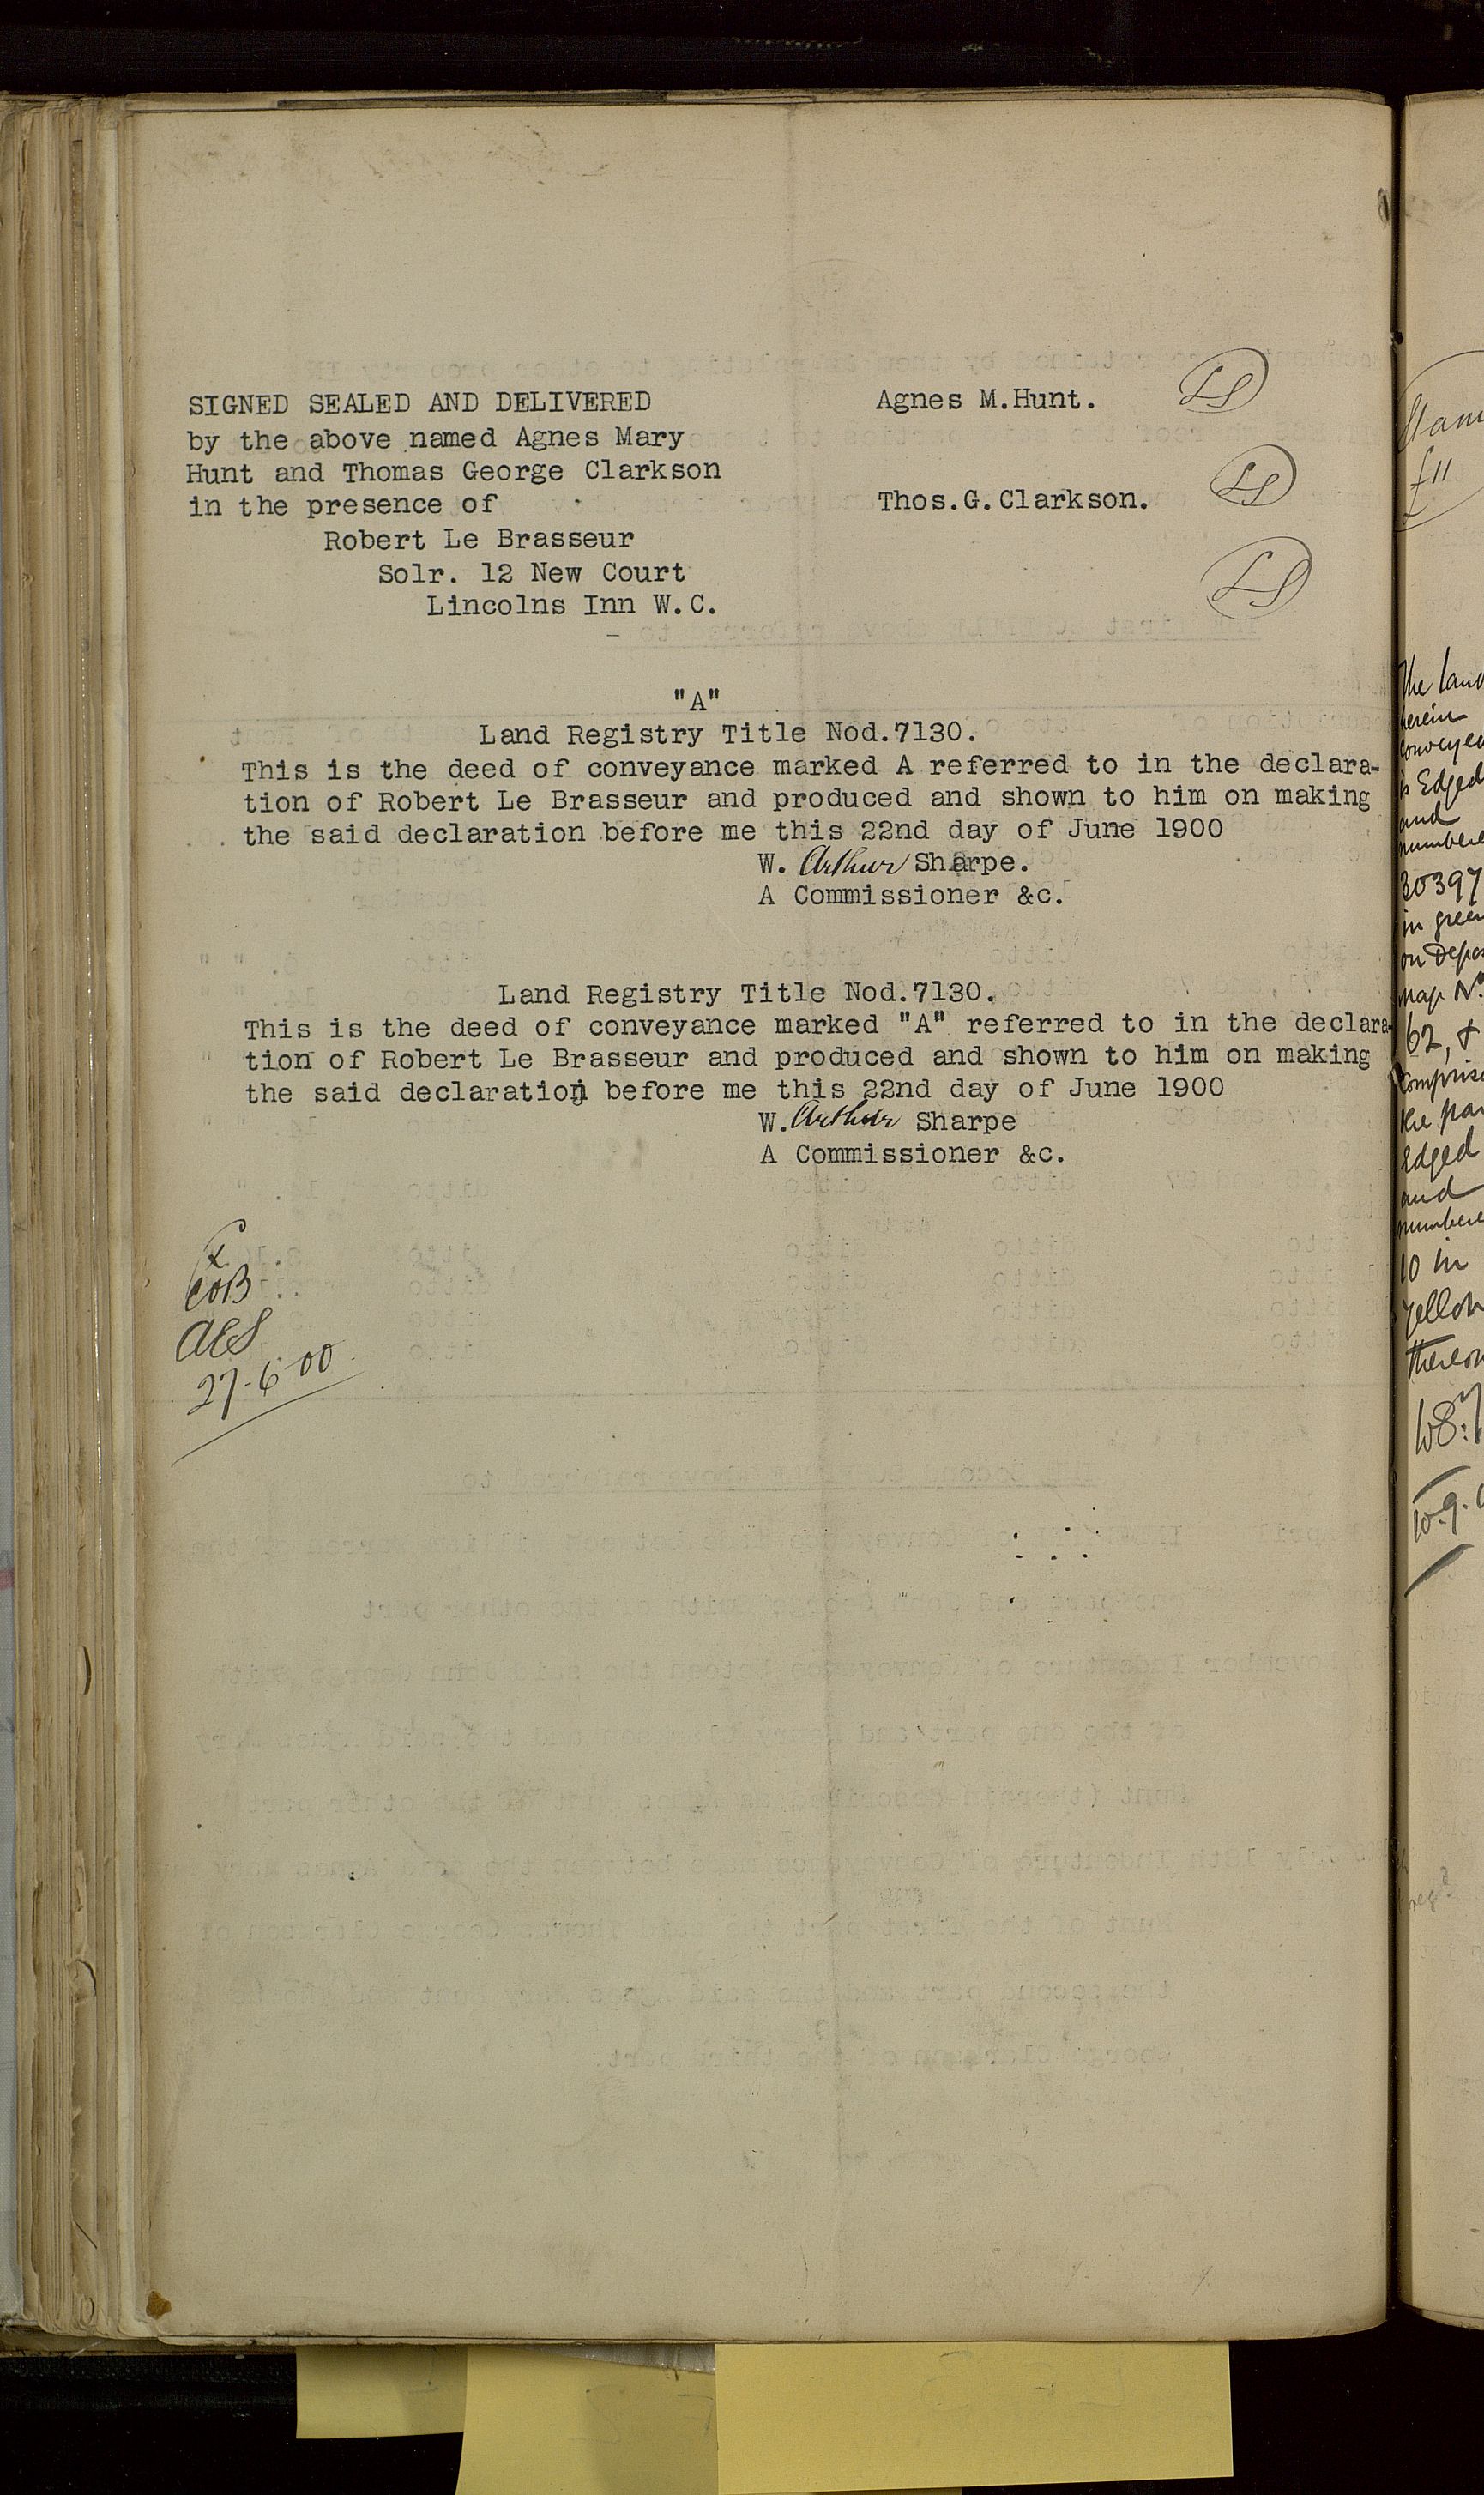 SIGNED SEALED AND DELIVERED
by the above named Agnes Mary
Hunt and Thomas George Clarkson
in the presence of
Robert Le Brasseur
Solr. 12 New Court
Lincolns Inn W.C.
Agnes M.Hunt. LS
Thos.G.Clarkson. LS
LS
"A"
Land Registry Title Nod.7130.
This is the deed of conveyance marked A referred to in the declara-
tion of Robert Le Brasseur and produced and shown to him on making
the said declaration before me this 22nd day of June 1900
W. Arthur Sharpe.
A Commissioner &c.
Land Registry Title Nod.7130.
This is the deed of conveyance marked "A" referred to in the declara
tion of Robert Le Brasseur and produced and shown to him on making
the said declaration before me this 22nd day of June 1900
W. Arthur Sharpe
A Commissioner &c.
27-6-00
The land
herein
conveyed
is Edged
and
numbere
30397
in green
on Depos
map No
62, &
comprise
the par
Edged
and
numbere
10 in
yellow
thereon